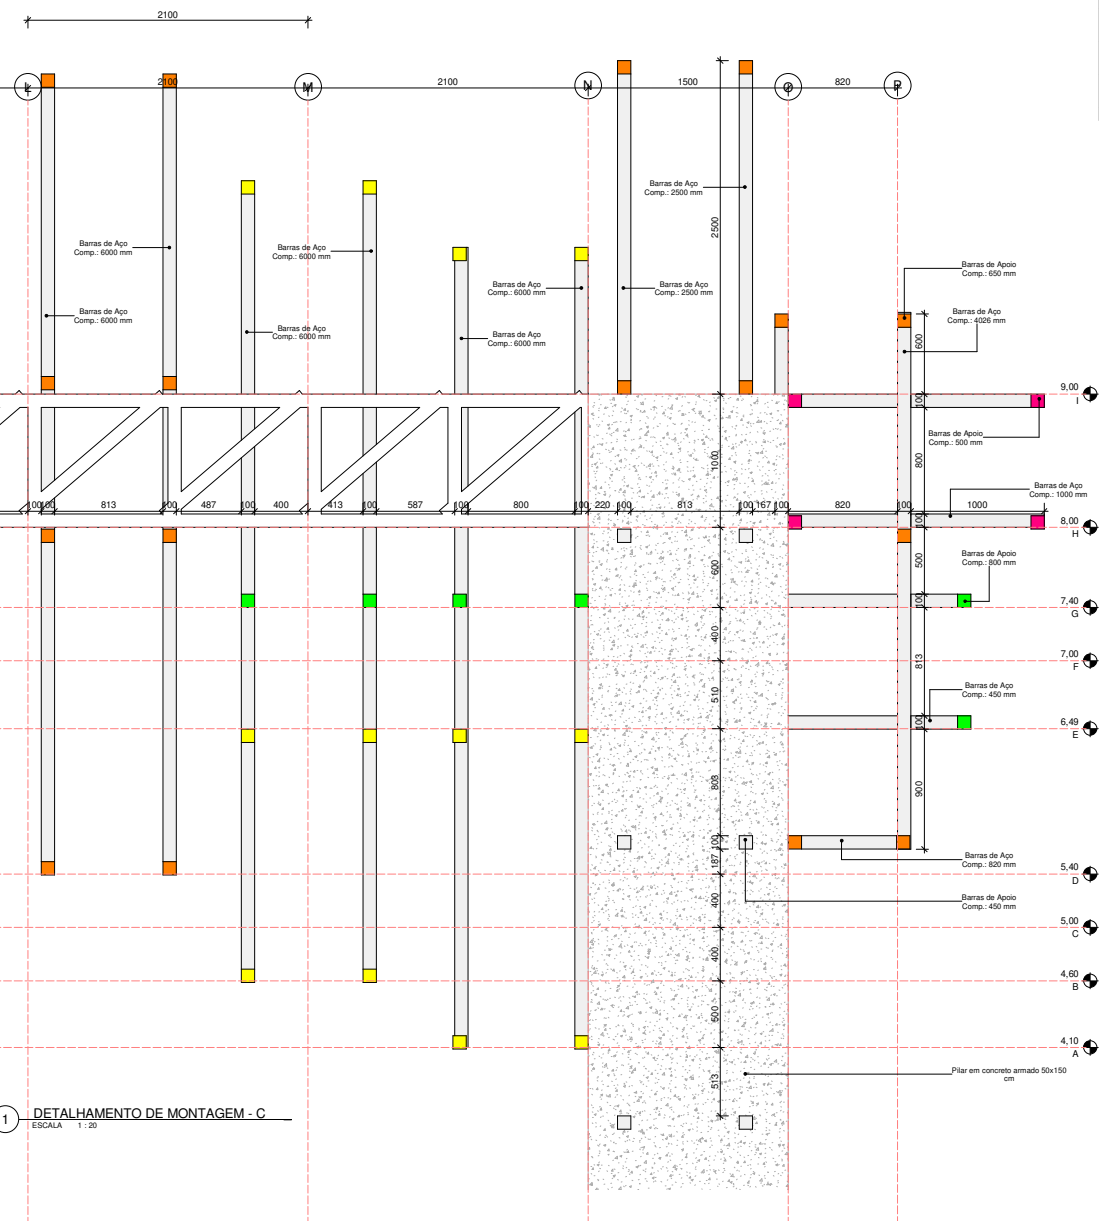 2100
L
2100
M
2100
N
1500
O
820
P
Barras de Aço
Comp.: 2500 mm
2500
Barras de Aço
Comp.: 6000 mm
Barras de Aço
Comp.: 6000 mm
Barras de Aço
Comp.: 6000 mm
Barras de Aço
Comp.: 2500 mm
Barras de Apoio
Comp.: 650 mm
Barras de Aço
Comp.: 6000 mm
Barras de Aço
Comp.: 6000 mm
Barras de Aço
Comp.: 6000 mm
Barras de Aço
Comp.: 4026 mm
600
9,00
I
100
Barras de Apoio
Comp.: 500 mm
800
1000
Barras de Aço
Comp.: 1000 mm
100
100
813
100
487
100
400
413
100
587
100
800
100
220
100
813
100
167
100
820
100
1000
100
8,00
H
500
Barras de Apoio
Comp.: 800 mm
600
100
7,40
G
400
813
7,00
F
510
Barras de Aço
Comp.: 450 mm
100
6,49
E
803
900
100
Barras de Aço
Comp.: 820 mm
187
5,40
D
400
Barras de Apoio
Comp.: 450 mm
5,00
C
400
4,60
B
500
4,10
A
513
Pilar em concreto armado 50x150
cm
1
DETALHAMENTO DE MONTAGEM - C
ESCALA 1 : 20